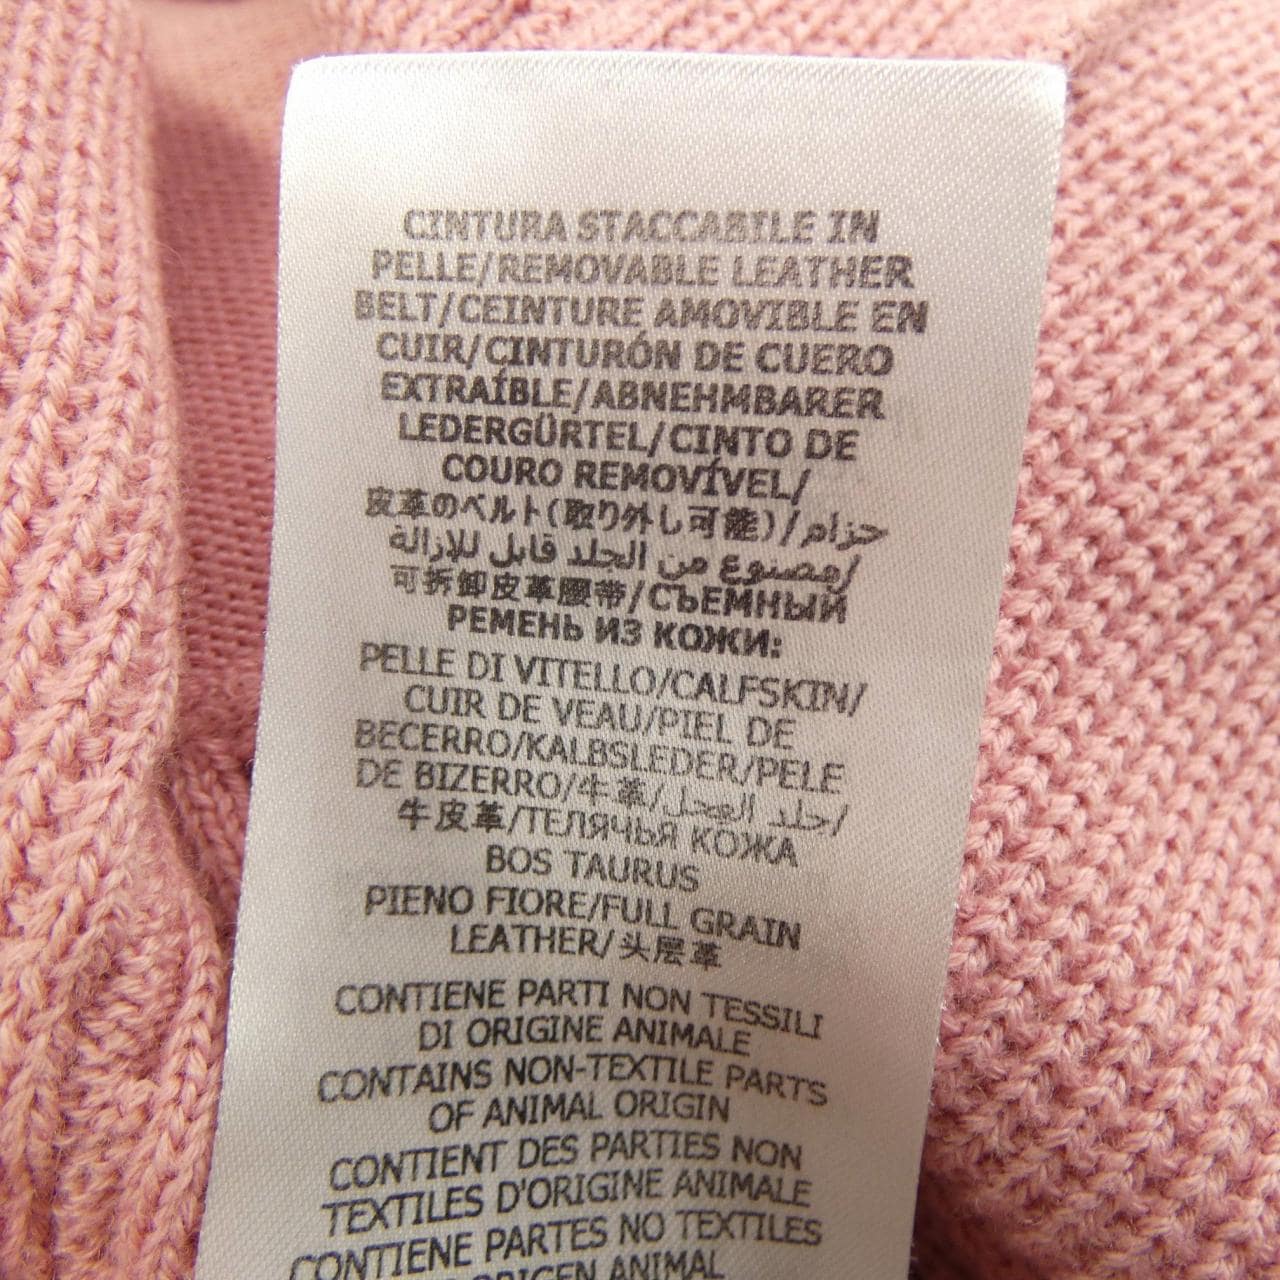 CINTURA STACCABILE IN
PELLE/REMOVABLE LEATHER
BELT/CEINTURE AMOVIBLE EN
CUIR/CINTURÓN DE CUERO
EXTRAÍBLE/ABNEHMBARER
LEDERGÜRTEL/CINTO DE
COURO REMOVÍVEL/
皮革のベルト(取り外し可能)/حزام
مصنوع من الجلد قابل للإزالة/
可拆卸皮革腰带/СЪЕМНЫЙ
РЕМЕНЬ ИЗ КОЖИ:
PELLE DI VITELLO/CALFSKIN/
CUIR DE VEAU/PIEL DE
BECERRO/KALBSLEDER/PELE
DE BIZERRO/牛革/جلد العجل/
牛皮革/ТЕЛЯЧЬЯ КОЖА
BOS TAURUS
PIENO FIORE/FULL GRAIN
LEATHER/头层革
CONTIENE PARTI NON TESSILI
DI ORIGINE ANIMALE
CONTAINS NON-TEXTILE PARTS
OF ANIMAL ORIGIN
CONTIENT DES PARTIES NON
TEXTILES D'ORIGINE ANIMALE
CONTIENE PARTES NO TEXTILES
ORIGEN ANIMAL